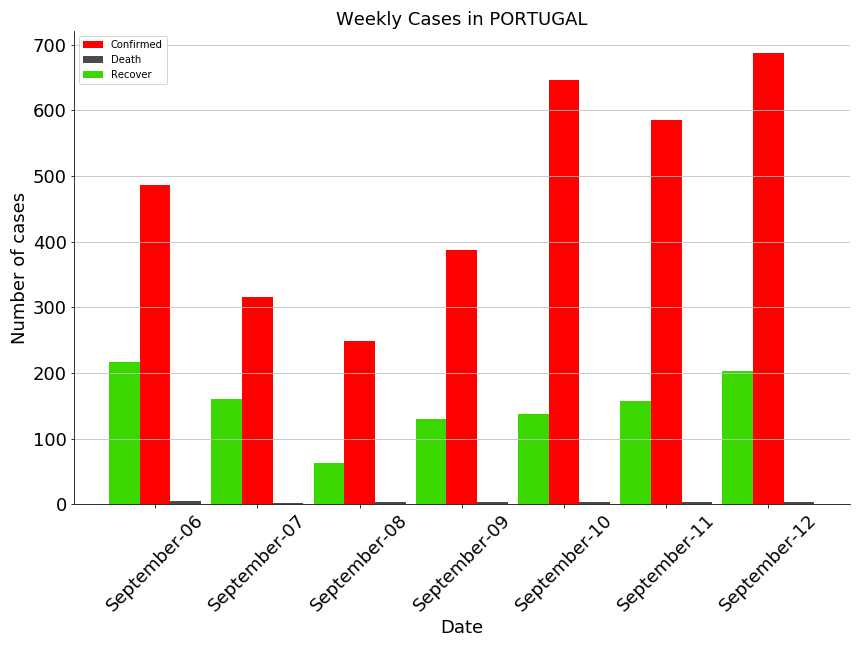 Weekly Cases in PORTUGAL
Confirmed
Death
Recover
Number of cases
700
600
500
400
300
200
100
0
September-06
September-07
September-08
September-09
September-10
September-11
September-12
Date